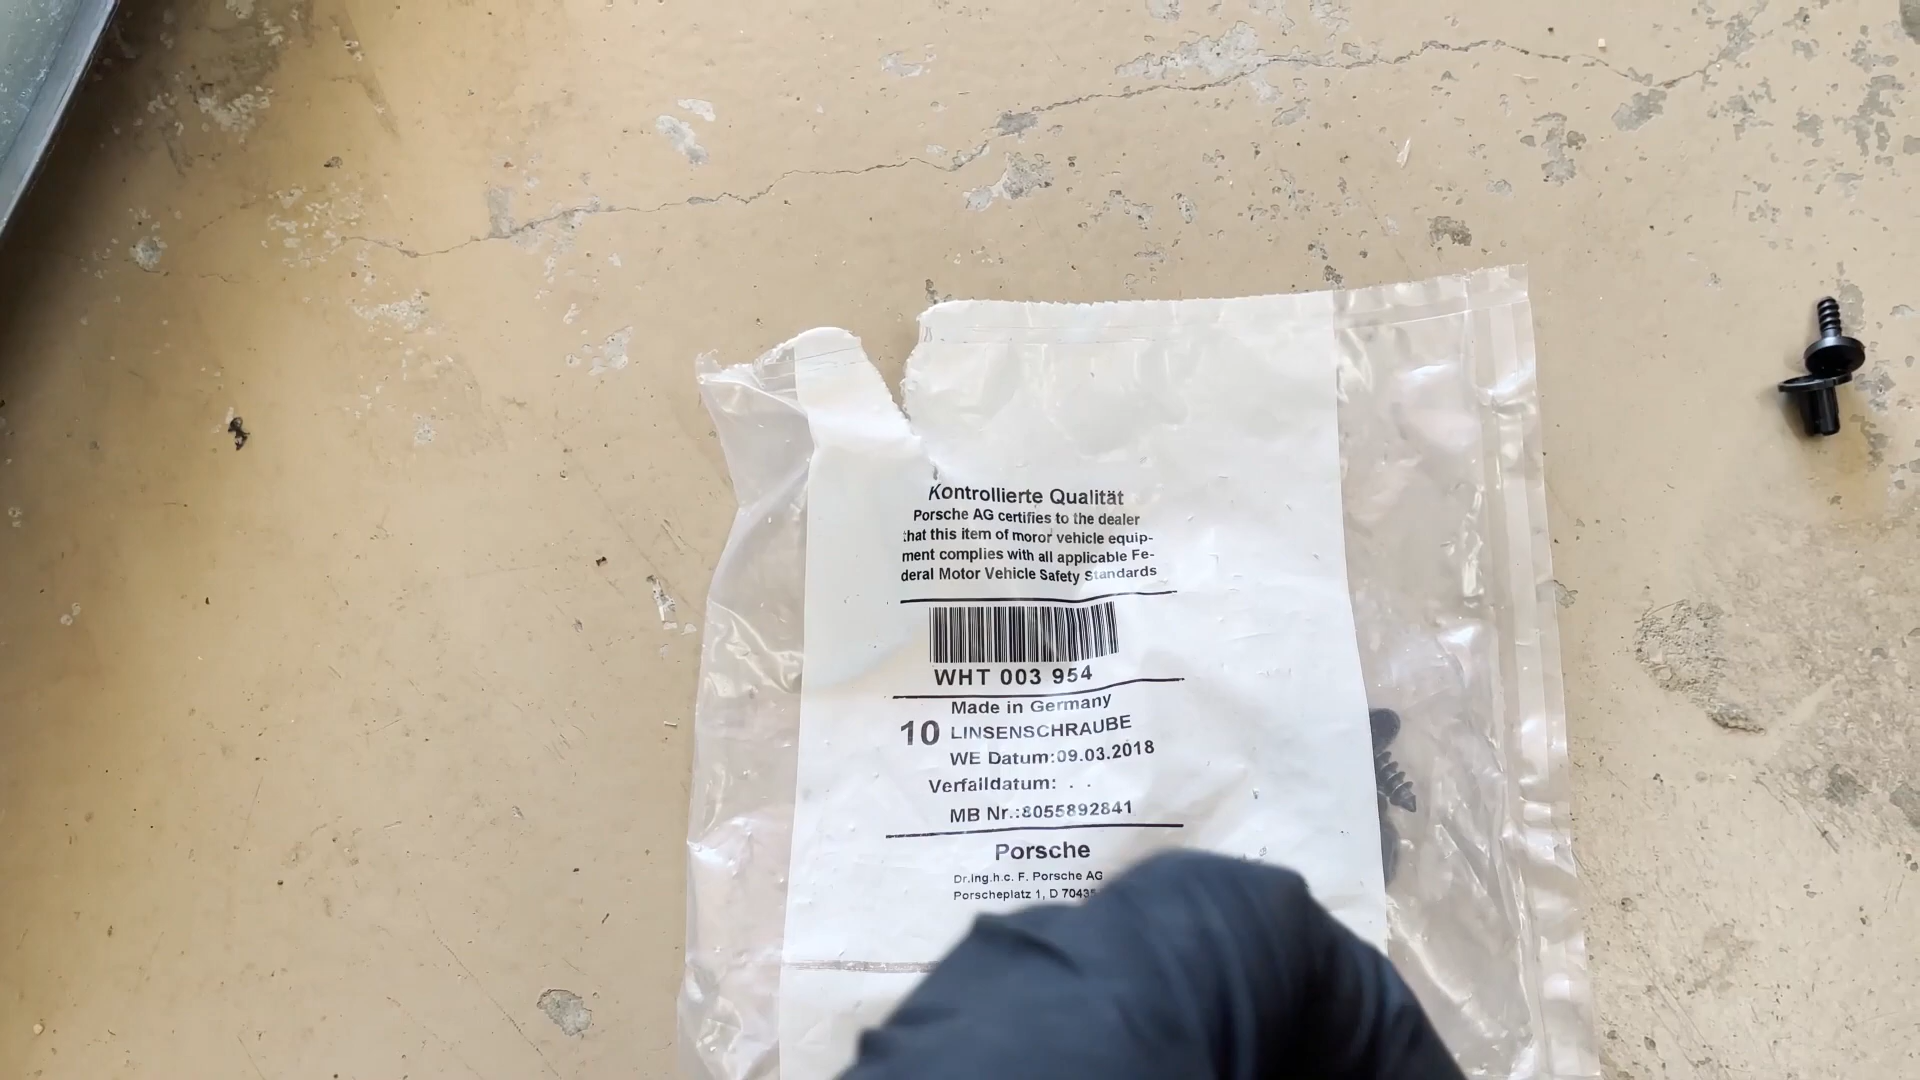 Kontrollierte Qualität
Porsche AG certifies to the dealer
that this item of moror vehicle equip-
ment complies with all applicable Fe-
deral Motor Vehicle Safety Standards
WHT 003 954
Made in Germany
10 LINSENSCHRAUBE
WE Datum:09.03.2018
Verfalldatum: . .
MB Nr.:8055892841
Porsche
Dr.Ing.h.c. F. Porsche AG
Porscheplatz 1, D